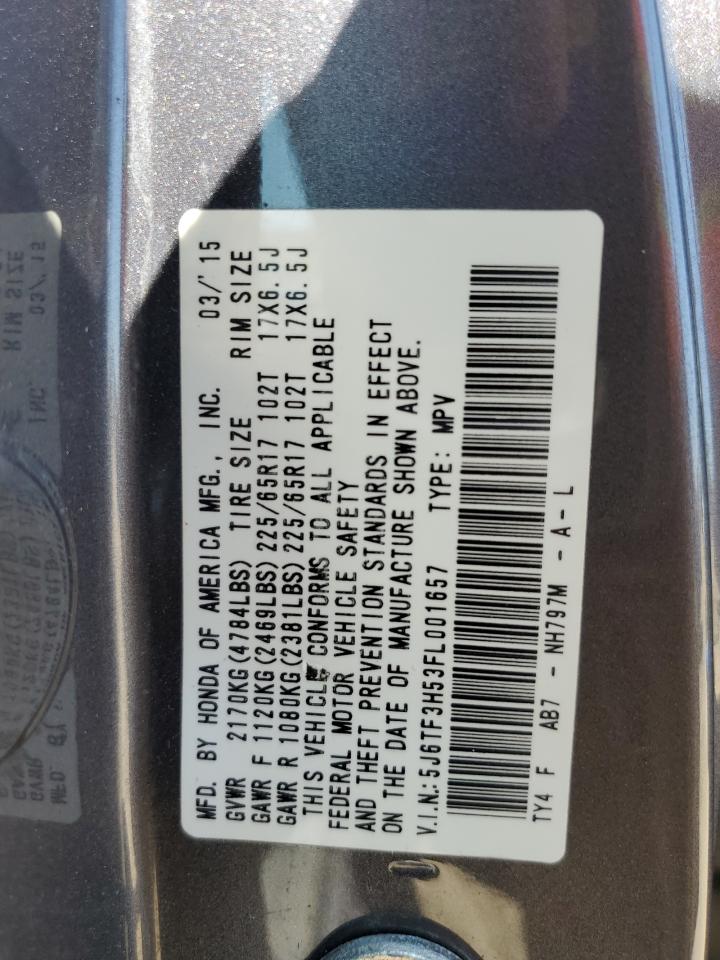 MFD. BY HONDA OF AMERICA MFG., INC. 03/'15
GVWR 2170KG(4784LBS) TIRE SIZE RIM SIZE
GAWR F 1120KG(2469LBS) 225/65R17 102T 17X6.5J
GAWR R 1080KG(2381LBS) 225/65R17 102T 17X6.5J
THIS VEHICLE CONFORMS TO ALL APPLICABLE
FEDERAL MOTOR VEHICLE SAFETY
AND THEFT PREVENTION STANDARDS IN EFFECT
ON THE DATE OF MANUFACTURE SHOWN ABOVE.
V.I.N.: 5J6TF3H53FL001657 TYPE: MPV
TY4 F AB7 - NH797M - A - L